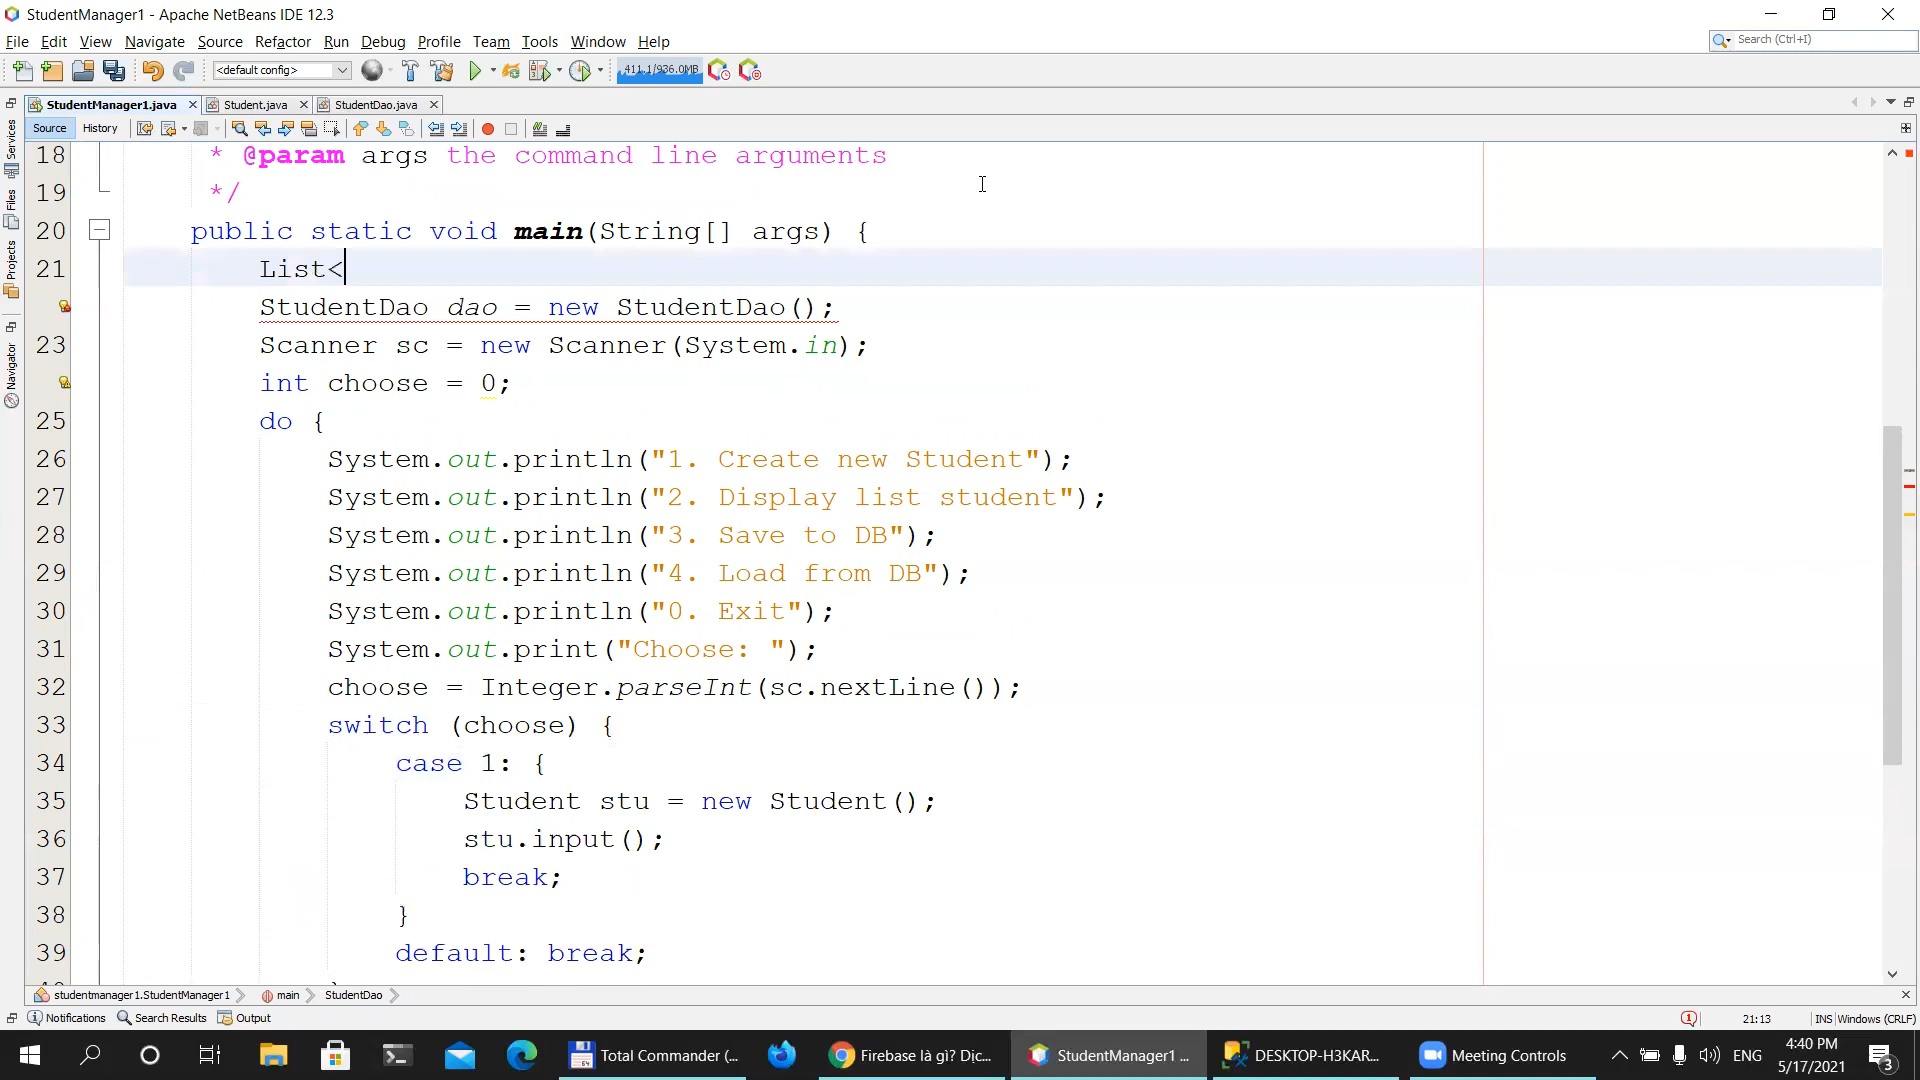 StudentManager1 - Apache NetBeans IDE 12.3
File Edit View Navigate Source Refactor Run Debug Profile Team Tools Window Help
Search (Ctrl+I)
<default config>
411.1/936.0MB
StudentManager1.java Student.java StudentDao.java
Source History
Services
Files
Projects
Navigator
18 * @param args the command line arguments
19 */
20 public static void main(String[] args) {
21 List<
StudentDao dao = new StudentDao();
23 Scanner sc = new Scanner(System.in);
int choose = 0;
25 do {
26 System.out.println("1. Create new Student");
27 System.out.println("2. Display list student");
28 System.out.println("3. Save to DB");
29 System.out.println("4. Load from DB");
30 System.out.println("0. Exit");
31 System.out.print("Choose: ");
32 choose = Integer.parseInt(sc.nextLine());
33 switch (choose) {
34 case 1: {
35 Student stu = new Student();
36 stu.input();
37 break;
38 }
39 default: break;
studentmanager1.StudentManager1 main StudentDao
Notifications Search Results Output
1 21:13 INS Windows (CRLF)
Total Commander (... Firebase là gì? Dịc... StudentManager1 ... DESKTOP-H3KAR... Meeting Controls ENG
4:40 PM
5/17/2021
3